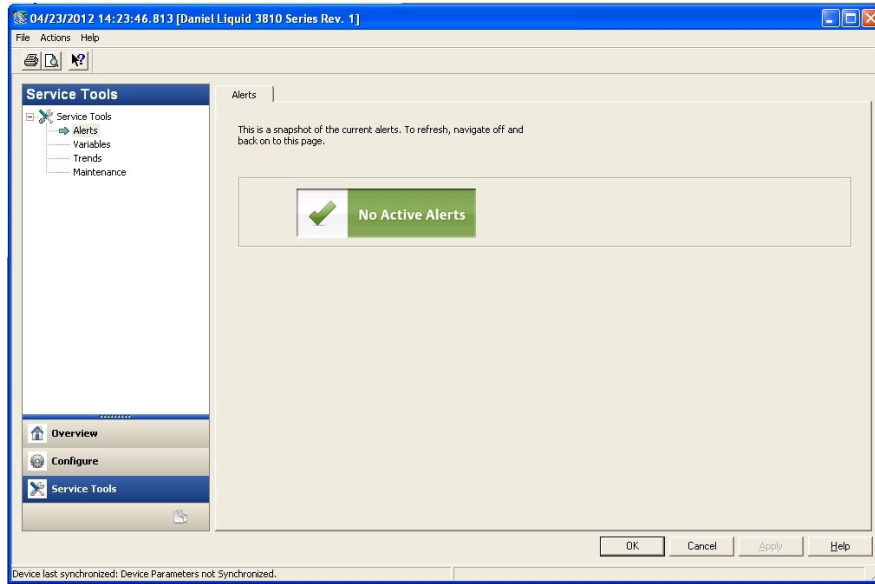 04/23/2012 14:23:46.813 [Daniel Liquid 3810 Series Rev. 1]
File Actions Help
Service Tools
Service Tools
Alerts
Variables
Trends
Maintenance
Overview
Configure
Service Tools
Alerts
This is a snapshot of the current alerts. To refresh, navigate off and
back on to this page.
No Active Alerts
OK Cancel Apply Help
Device last synchronized: Device Parameters not Synchronized.